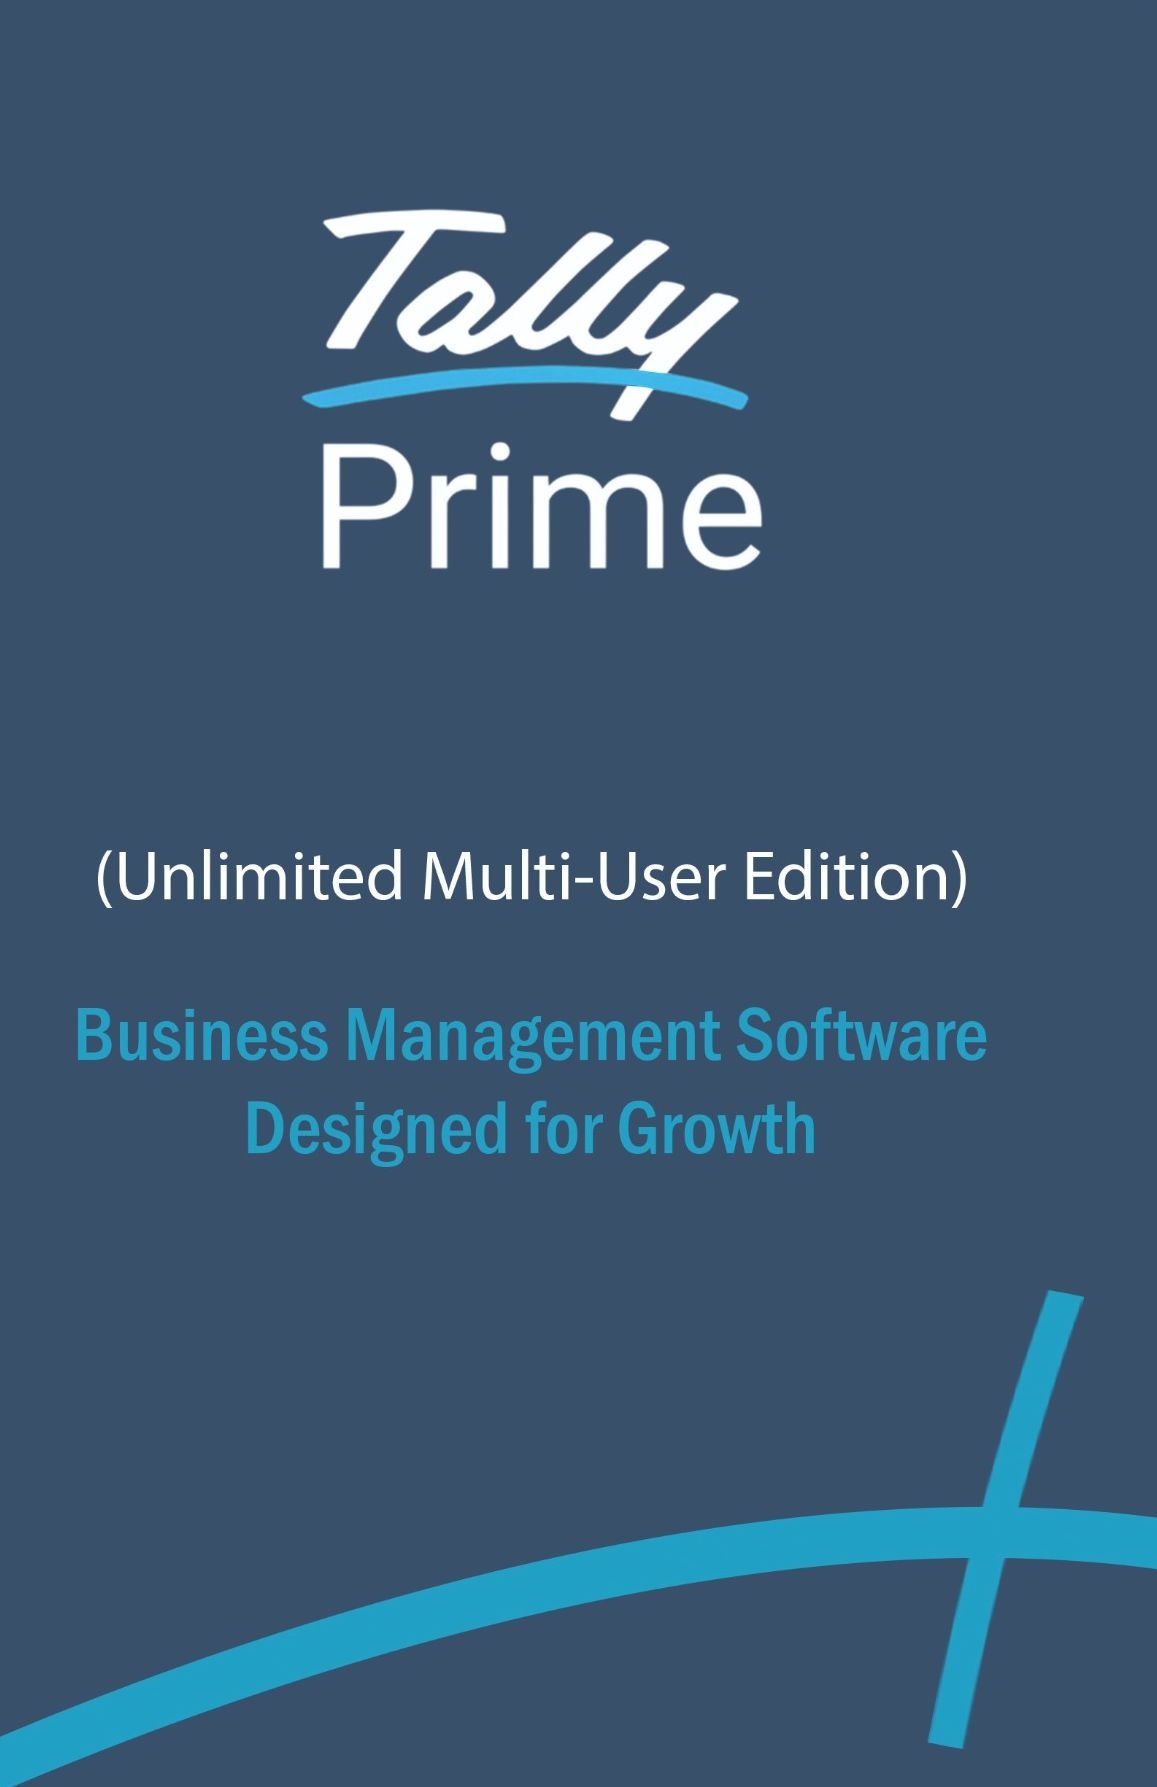 Tally
Prime
(Unlimited Multi-User Edition)
Business Management Software
Designed for Growth